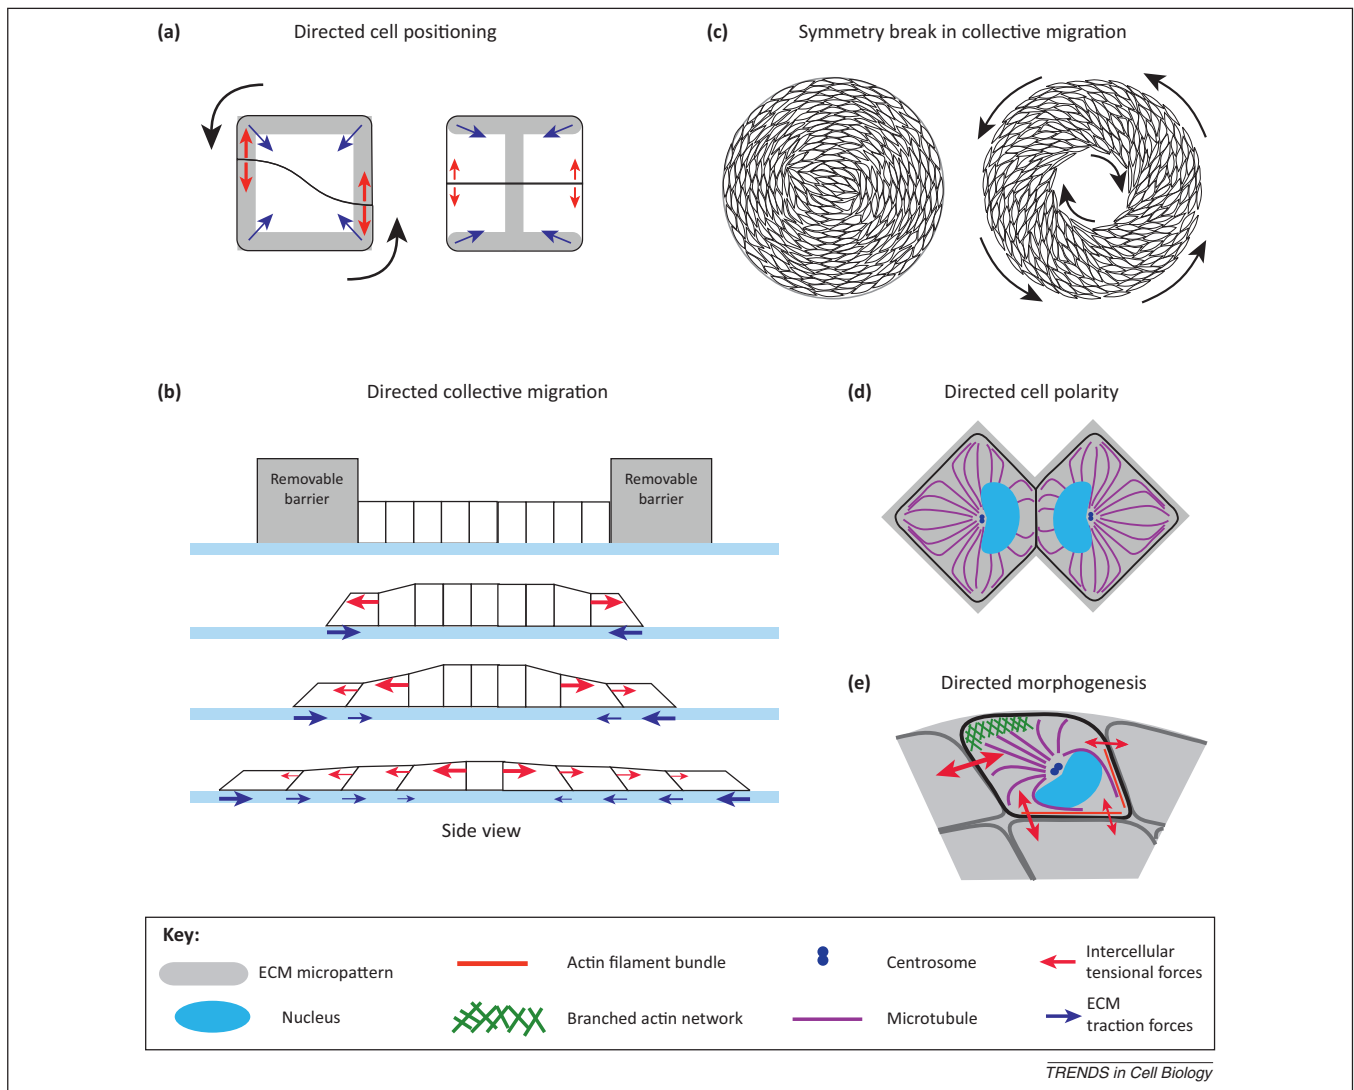 (a) Directed cell positioning
(c) Symmetry break in collective migration
(b) Directed collective migration
Removable
barrier
Removable
barrier
Side view
(d) Directed cell polarity
(e) Directed morphogenesis
Key:
ECM micropattern
Actin filament bundle
Centrosome
Intercellular
tensional forces
Nucleus
Branched actin network
Microtubule
ECM
traction forces
TRENDS in Cell Biology